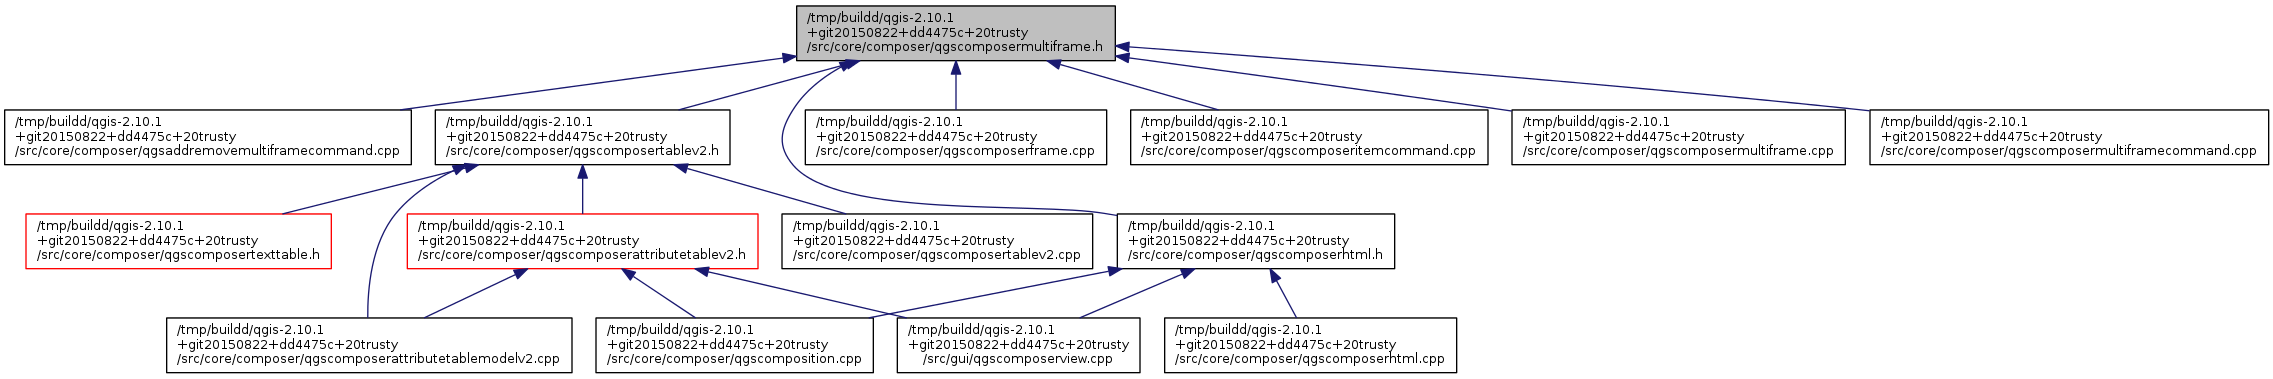 /tmp/buildd/qgis-2.10.1
+git20150822+dd4475c+20trusty
/src/core/composer/qgscomposermultiframe.h
/tmp/buildd/qgis-2.10.1
+git20150822+dd4475c+20trusty
/src/core/composer/qgsaddremovemultiframecommand.cpp
/tmp/buildd/qgis-2.10.1
+git20150822+dd4475c+20trusty
/src/core/composer/qgscomposertablev2.h
/tmp/buildd/qgis-2.10.1
+git20150822+dd4475c+20trusty
/src/core/composer/qgscomposerframe.cpp
/tmp/buildd/qgis-2.10.1
+git20150822+dd4475c+20trusty
/src/core/composer/qgscomposeritemcommand.cpp
/tmp/buildd/qgis-2.10.1
+git20150822+dd4475c+20trusty
/src/core/composer/qgscomposermultiframe.cpp
/tmp/buildd/qgis-2.10.1
+git20150822+dd4475c+20trusty
/src/core/composer/qgscomposermultiframecommand.cpp
/tmp/buildd/qgis-2.10.1
+git20150822+dd4475c+20trusty
/src/core/composer/qgscomposertexttable.h
/tmp/buildd/qgis-2.10.1
+git20150822+dd4475c+20trusty
/src/core/composer/qgscomposerattributetablev2.h
/tmp/buildd/qgis-2.10.1
+git20150822+dd4475c+20trusty
/src/core/composer/qgscomposertablev2.cpp
/tmp/buildd/qgis-2.10.1
+git20150822+dd4475c+20trusty
/src/core/composer/qgscomposerhtml.h
/tmp/buildd/qgis-2.10.1
+git20150822+dd4475c+20trusty
/src/core/composer/qgscomposerattributetablemodelv2.cpp
/tmp/buildd/qgis-2.10.1
+git20150822+dd4475c+20trusty
/src/core/composer/qgscomposition.cpp
/tmp/buildd/qgis-2.10.1
+git20150822+dd4475c+20trusty
/src/gui/qgscomposerview.cpp
/tmp/buildd/qgis-2.10.1
+git20150822+dd4475c+20trusty
/src/core/composer/qgscomposerhtml.cpp